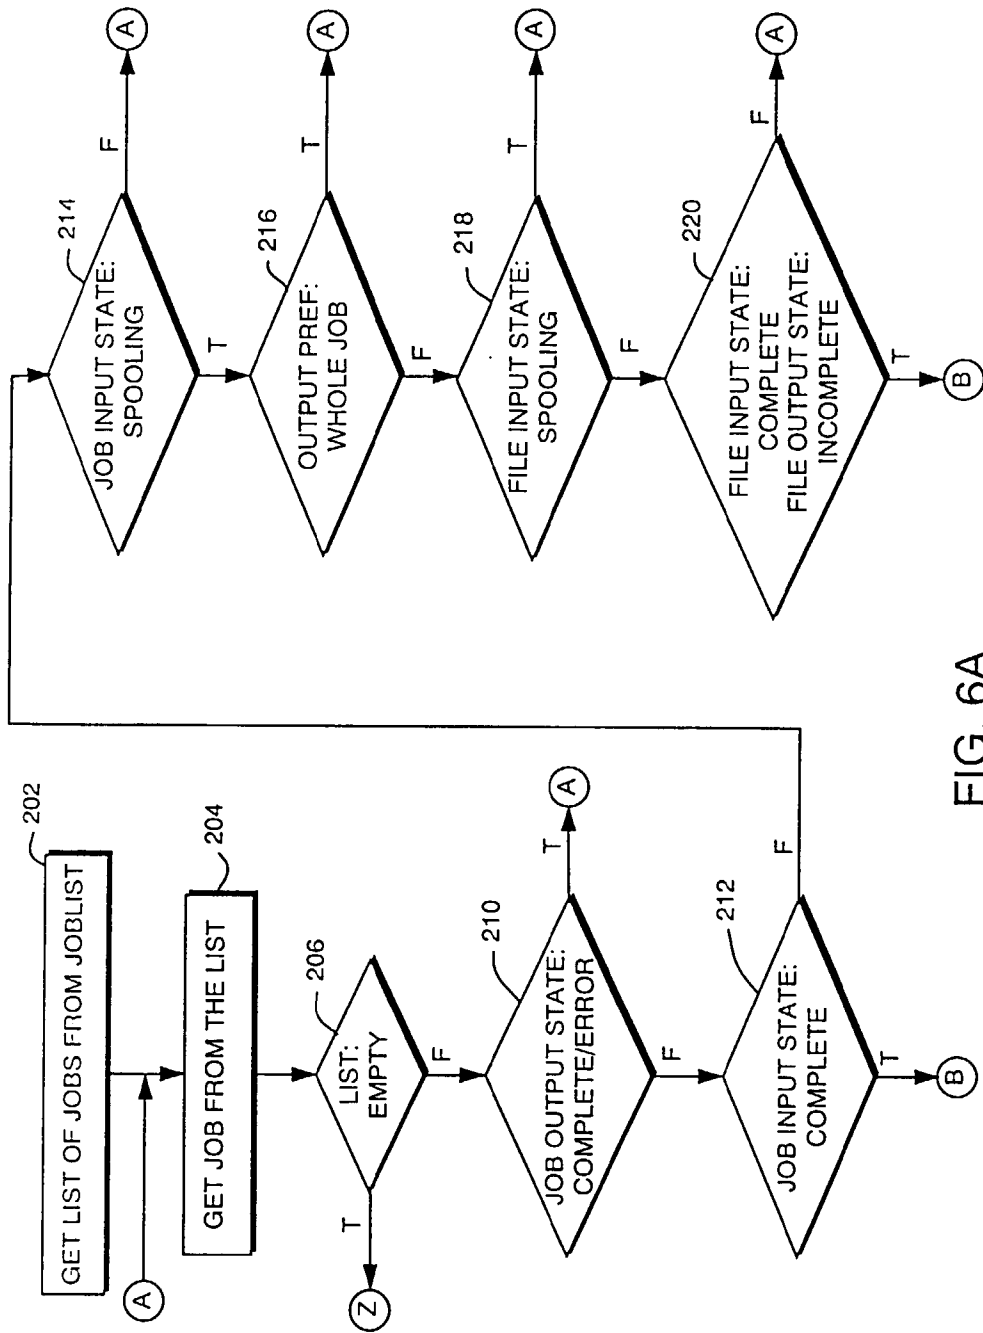 202
GET LIST OF JOBS FROM JOBLIST
A
204
GET JOB FROM THE LIST
206
LIST:
EMPTY
T
Z
F
210
JOB OUTPUT STATE:
COMPLETE/ERROR
T
A
F
212
JOB INPUT STATE:
COMPLETE
F
T
B
214
JOB INPUT STATE:
SPOOLING
F
A
T
216
OUTPUT PREF:
WHOLE JOB
T
A
F
218
FILE INPUT STATE:
SPOOLING
T
A
F
220
FILE INPUT STATE:
COMPLETE
FILE OUTPUT STATE:
INCOMPLETE
F
A
T
B
FIG. 6A